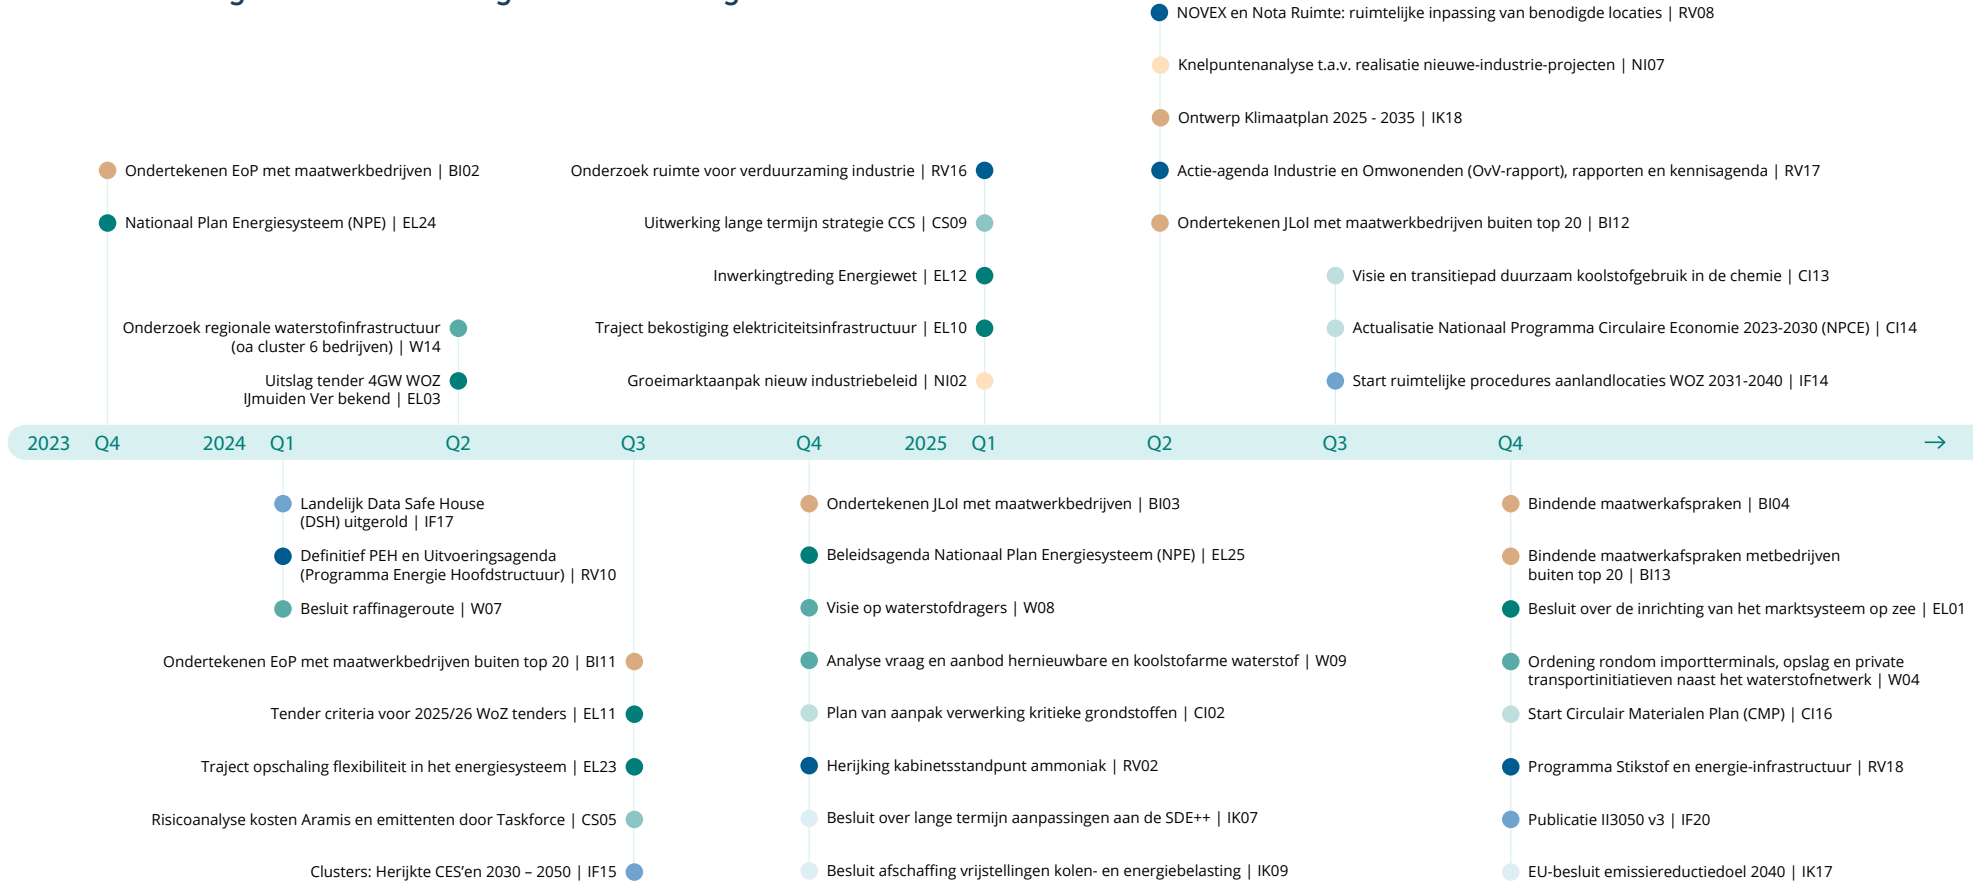 NOVEX en Nota Ruimte: ruimtelijke inpassing van benodigde locaties | RV08
Knelpuntenanalyse t.a.v. realisatie nieuwe-industrie-projecten | NI07
Ontwerp Klimaatplan 2025 - 2035 | IK18
Ondertekenen EoP met maatwerkbedrijven | BI02
Onderzoek ruimte voor verduurzaming industrie | RV16
Actie-agenda Industrie en Omwonenden (OvV-rapport), rapporten en kennisagenda | RV17
Nationaal Plan Energiesysteem (NPE) | EL24
Uitwerking lange termijn strategie CCS | CS09
Ondertekenen JLoI met maatwerkbedrijven buiten top 20 | BI12
Inwerkingtreding Energiewet | EL12
Visie en transitiepad duurzaam koolstofgebruik in de chemie | CI13
Onderzoek regionale waterstofinfrastructuur
(oa cluster 6 bedrijven) | W14
Traject bekostiging elektriciteitsinfrastructuur | EL10
Actualisatie Nationaal Programma Circulaire Economie 2023-2030 (NPCE) | CI14
Uitslag tender 4GW WOZ
IJmuiden Ver bekend | EL03
Groeimarktaanpak nieuw industriebeleid | NI02
Start ruimtelijke procedures aanlandlocaties WOZ 2031-2040 | IF14
2023 Q4 2024 Q1 Q2 Q3 Q4 2025 Q1 Q2 Q3 Q4 →
Landelijk Data Safe House
(DSH) uitgerold | IF17
Definitief PEH en Uitvoeringsagenda
(Programma Energie Hoofdstructuur) | RV10
Besluit raffinageroute | W07
Ondertekenen EoP met maatwerkbedrijven buiten top 20 | BI11
Tender criteria voor 2025/26 WoZ tenders | EL11
Traject opschaling flexibiliteit in het energiesysteem | EL23
Risicoanalyse kosten Aramis en emittenten door Taskforce | CS05
Clusters: Herijkte CES'en 2030 – 2050 | IF15
Ondertekenen JLoI met maatwerkbedrijven | BI03
Beleidsagenda Nationaal Plan Energiesysteem (NPE) | EL25
Visie op waterstofdragers | W08
Analyse vraag en aanbod hernieuwbare en koolstofarme waterstof | W09
Plan van aanpak verwerking kritieke grondstoffen | CI02
Herijking kabinetsstandpunt ammoniak | RV02
Besluit over lange termijn aanpassingen aan de SDE++ | IK07
Besluit afschaffing vrijstellingen kolen- en energiebelasting | IK09
Bindende maatwerkafspraken | BI04
Bindende maatwerkafspraken metbedrijven
buiten top 20 | BI13
Besluit over de inrichting van het marktsysteem op zee | EL01
Ordening rondom importterminals, opslag en private
transportinitiatieven naast het waterstofnetwerk | W04
Start Circulair Materialen Plan (CMP) | CI16
Programma Stikstof en energie-infrastructuur | RV18
Publicatie II3050 v3 | IF20
EU-besluit emissiereductiedoel 2040 | IK17